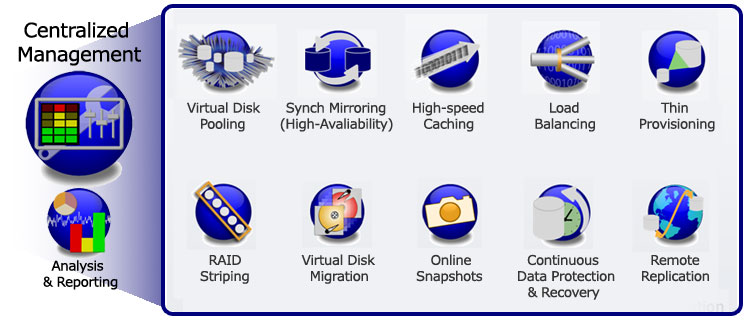 Centralized
Management
Analysis
& Reporting
Virtual Disk
Pooling
Synch Mirroring
(High-Avaliability)
High-speed
Caching
Load
Balancing
Thin
Provisioning
RAID
Striping
Virtual Disk
Migration
Online
Snapshots
Continuous
Data Protection
& Recovery
Remote
Replication